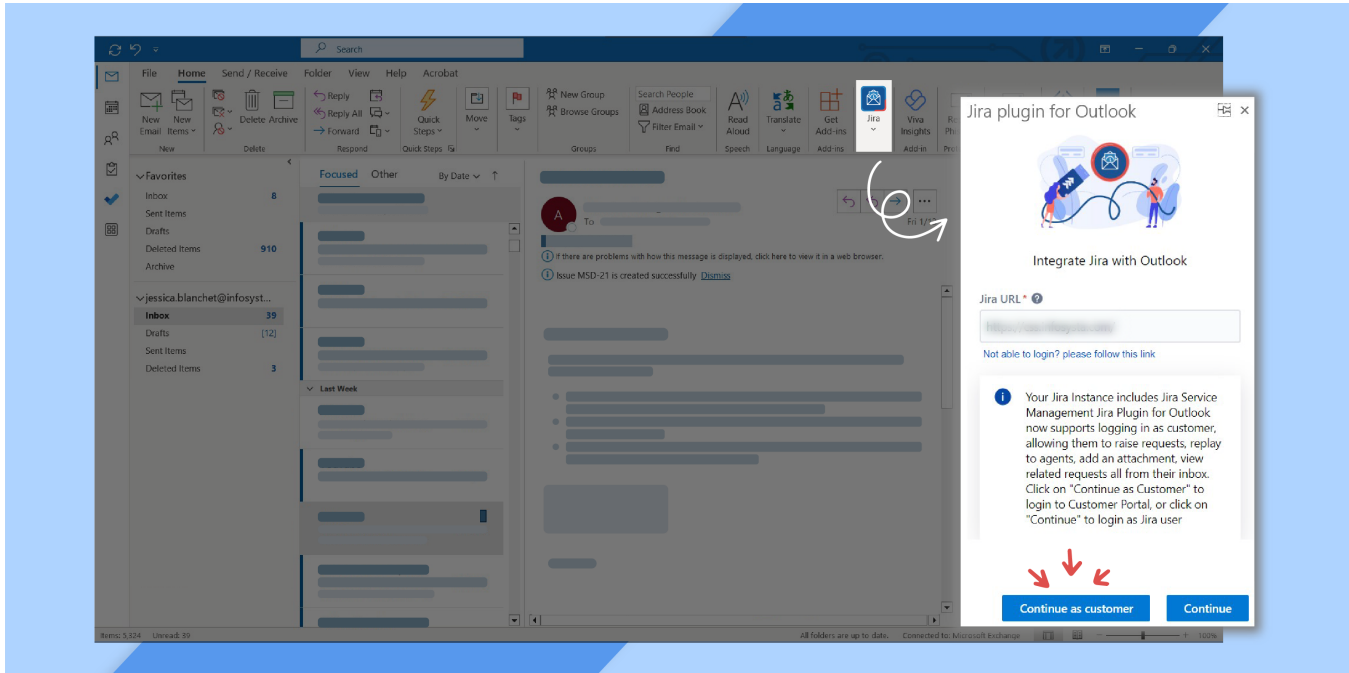 Search
File Home Send / Receive Folder View Help Acrobat
New Email
New Items
Delete Archive
Reply
Reply All
Forward
Quick Steps
Move
Tags
New Group
Browse Groups
Search People
Address Book
Filter Email
Read Aloud
Translate
Get Add-ins
Jira
Viva Insights
New
Delete
Respond
Quick Steps
Groups
Find
Speech
Language
Add-ins
Add-in
Favorites
Inbox 8
Sent Items
Drafts
Deleted Items 910
Archive
jessica.blanchet@infosyst...
Inbox 39
Drafts [12]
Sent Items
Deleted Items 3
Focused Other By Date
Last Week
A
To
Fri 1/12
If there are problems with how this message is displayed, click here to view it in a web browser.
Issue MSD-21 is created successfully Dismiss
Items: 5,324 Unread: 39
All folders are up to date. Connected to: Microsoft Exchange
100%
Jira plugin for Outlook
Integrate Jira with Outlook
Jira URL*
Not able to login? please follow this link
Your Jira Instance includes Jira Service
Management Jira Plugin for Outlook
now supports logging in as customer,
allowing them to raise requests, replay
to agents, add an attachment, view
related requests all from their inbox.
Click on "Continue as Customer" to
login to Customer Portal, or click on
"Continue" to login as Jira user
Continue as customer
Continue